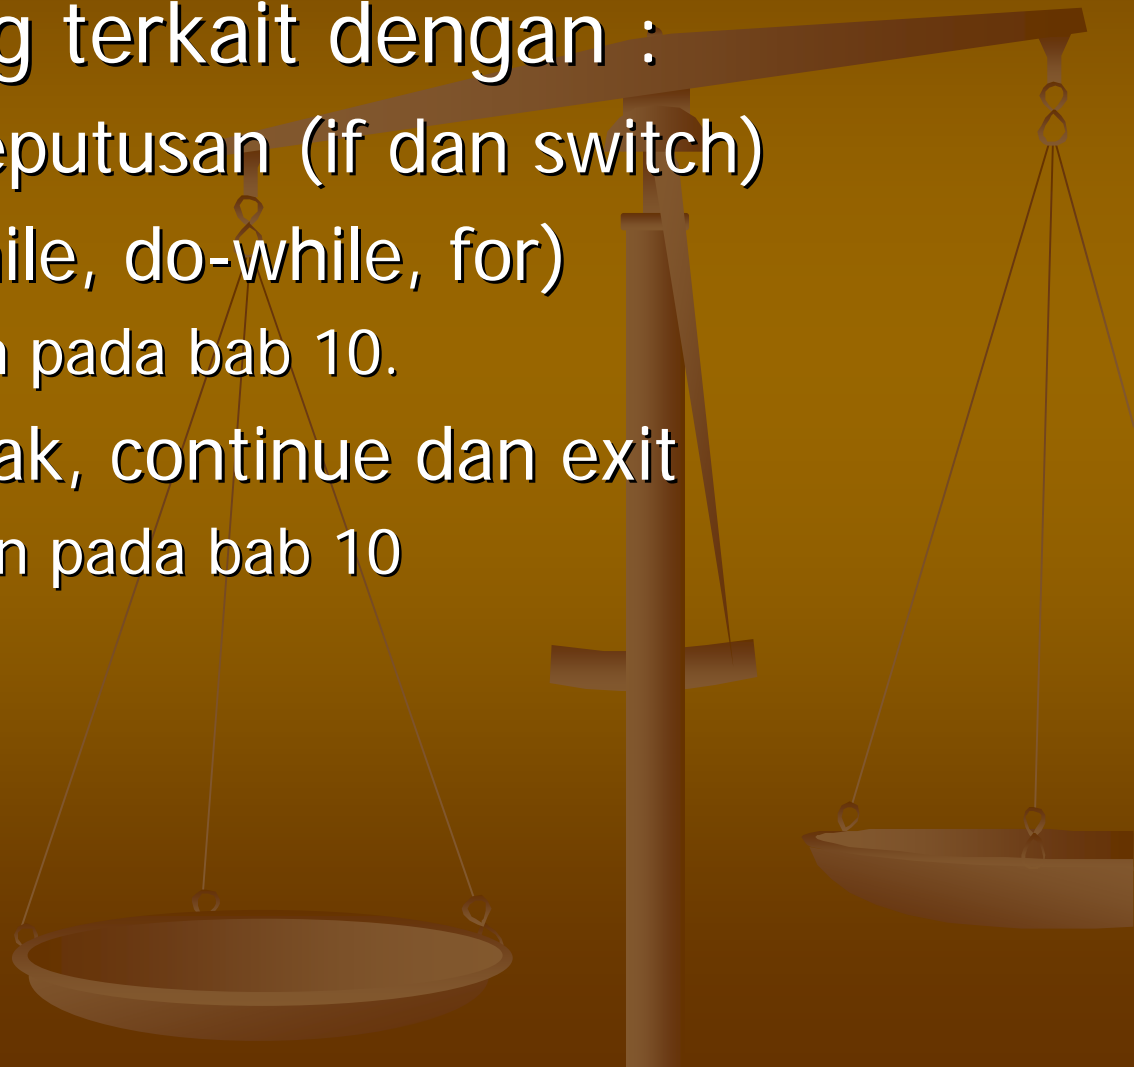 g terkait dengan :
eputusan (if dan switch)
ile, do-while, for)
n pada bab 10.
ak, continue dan exit
n pada bab 10